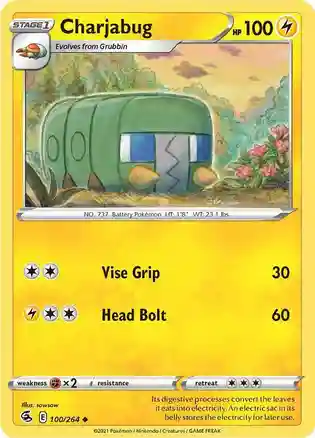 STAGE 1 Charjabug HP 100
Evolves from Grubbin
NO. 737 Battery Pokémon HT: 1'8" WT: 23.1 lbs.
Vise Grip 30
Head Bolt 60
weakness ×2 resistance retreat
Illus. sowsow
Its digestive processes convert the leaves
it eats into electricity. An electric sac in its
belly stores the electricity for later use.
E 100/264
©2021 Pokémon / Nintendo / Creatures / GAME FREAK